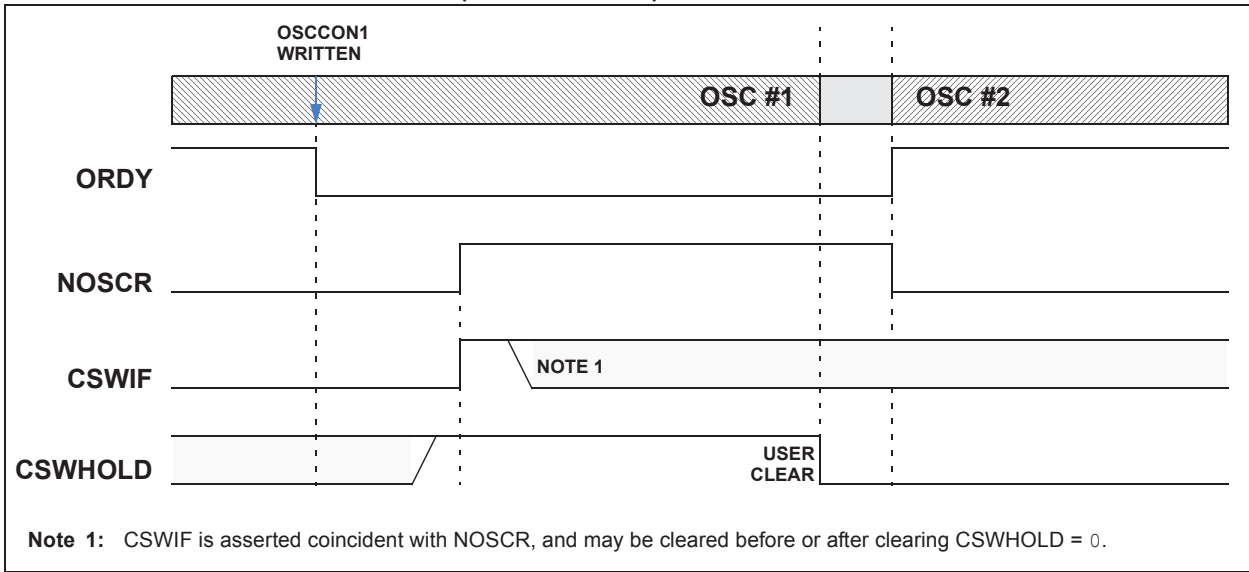 OSCCON1
WRITTEN
OSC #1
OSC #2
ORDY
NOSCR
CSWIF
NOTE 1
CSWHOLD
USER
CLEAR
Note 1: CSWIF is asserted coincident with NOSCR, and may be cleared before or after clearing CSWHOLD = 0.